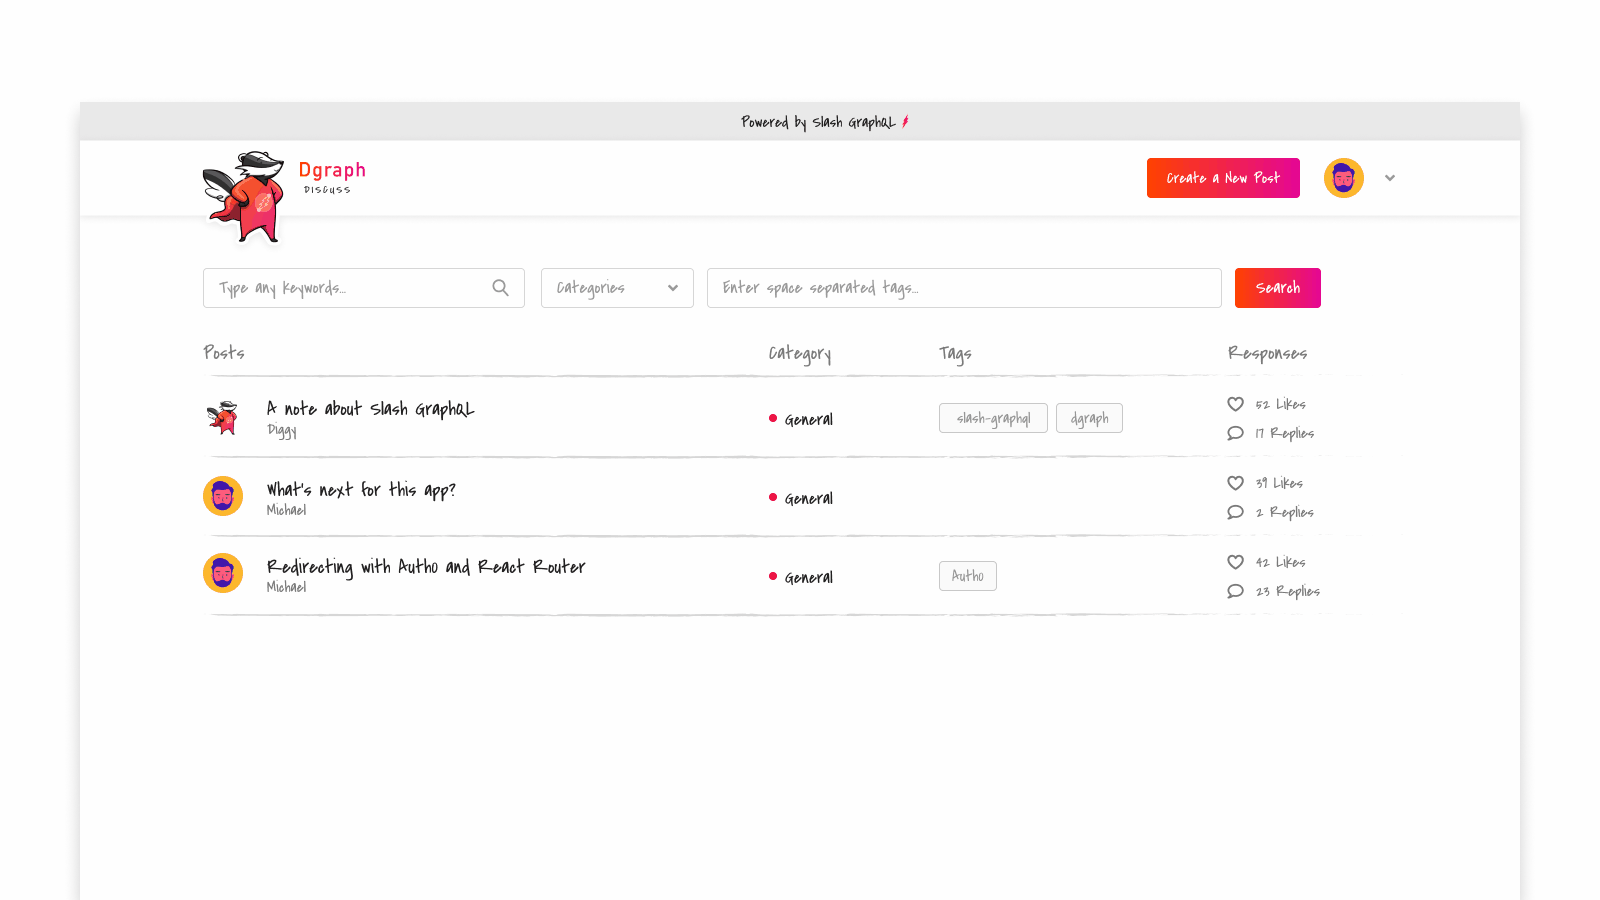 Powered by Slash GraphQL
Dgraph
DISCUSS
Create a New Post
Type any keywords...
Categories
Enter space separated tags...
Search
Posts Category Tags Responses
A note about Slash GraphQL
Diggy
General
slash-graphql dgraph
52 Likes
17 Replies
What's next for this app?
Michael
General
39 Likes
2 Replies
Redirecting with Auth0 and React Router
Michael
General
Auth0
42 Likes
23 Replies